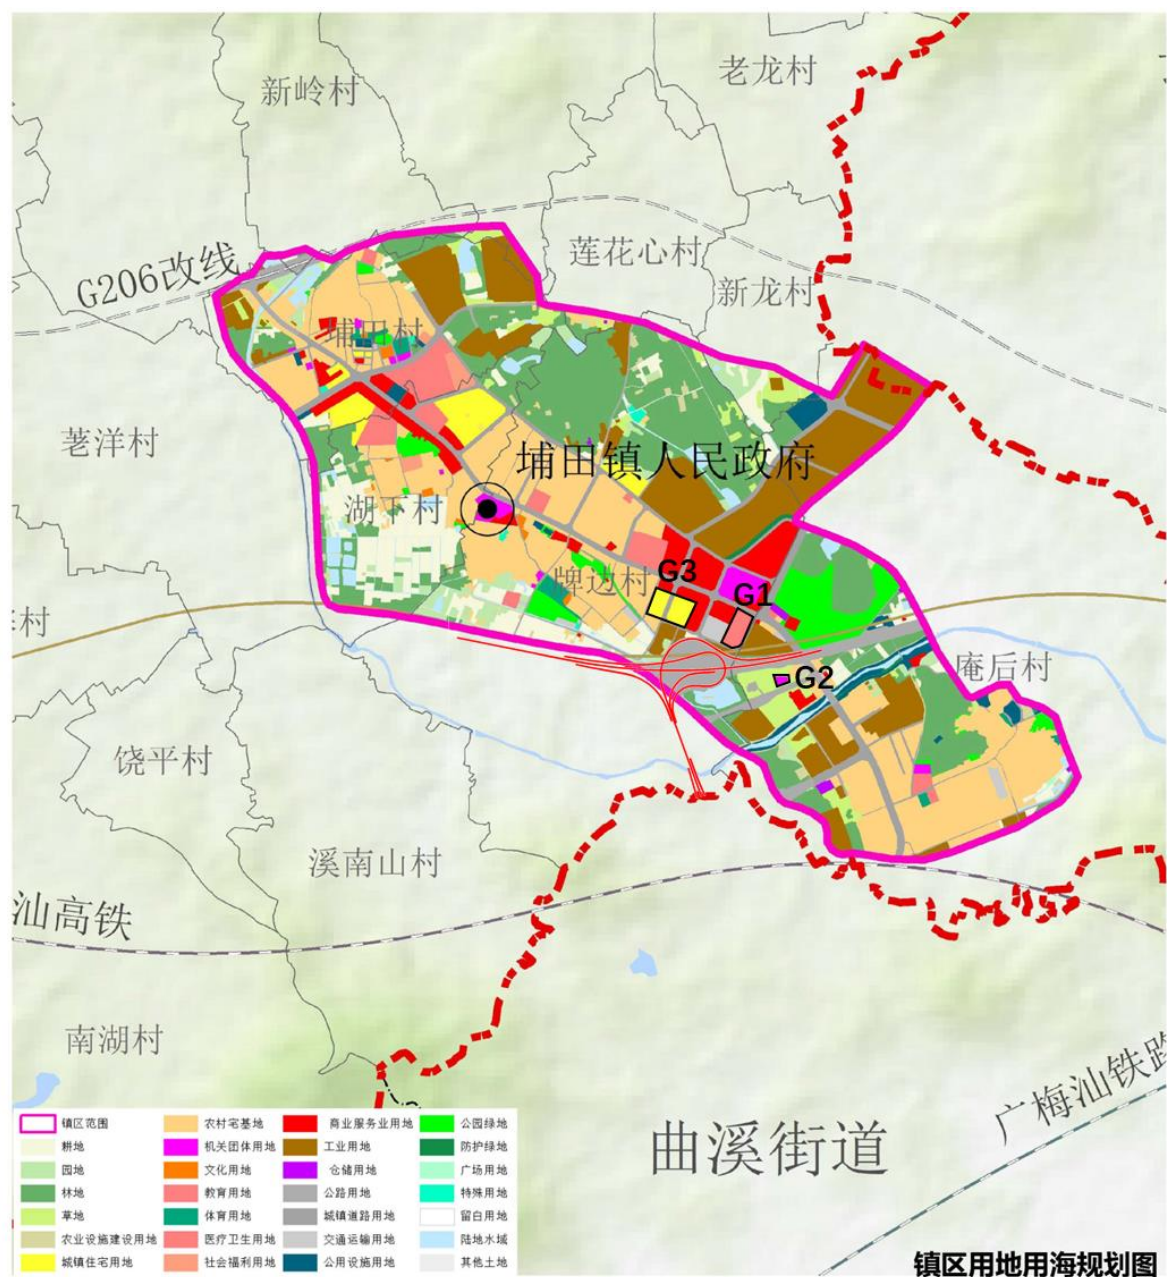 老龙村
新岭村
莲花心村
G206改线
新龙村
埔田村
茗洋村
埔田镇人民政府
湖下村
牌边村
G3
G1
村
庵后村
G2
饶平村
溪南山村
汕高铁
南湖村
广梅汕铁路
曲溪街道
镇区范围
农村宅基地
商业服务业用地
公园绿地
耕地
机关团体用地
工业用地
防护绿地
园地
文化用地
仓储用地
广场用地
林地
教育用地
公路用地
特殊用地
草地
体育用地
城镇道路用地
留白用地
农业设施建设用地
医疗卫生用地
交通运输用地
陆地水域
城镇住宅用地
社会福利用地
公用设施用地
其他土地
镇区用地用海规划图